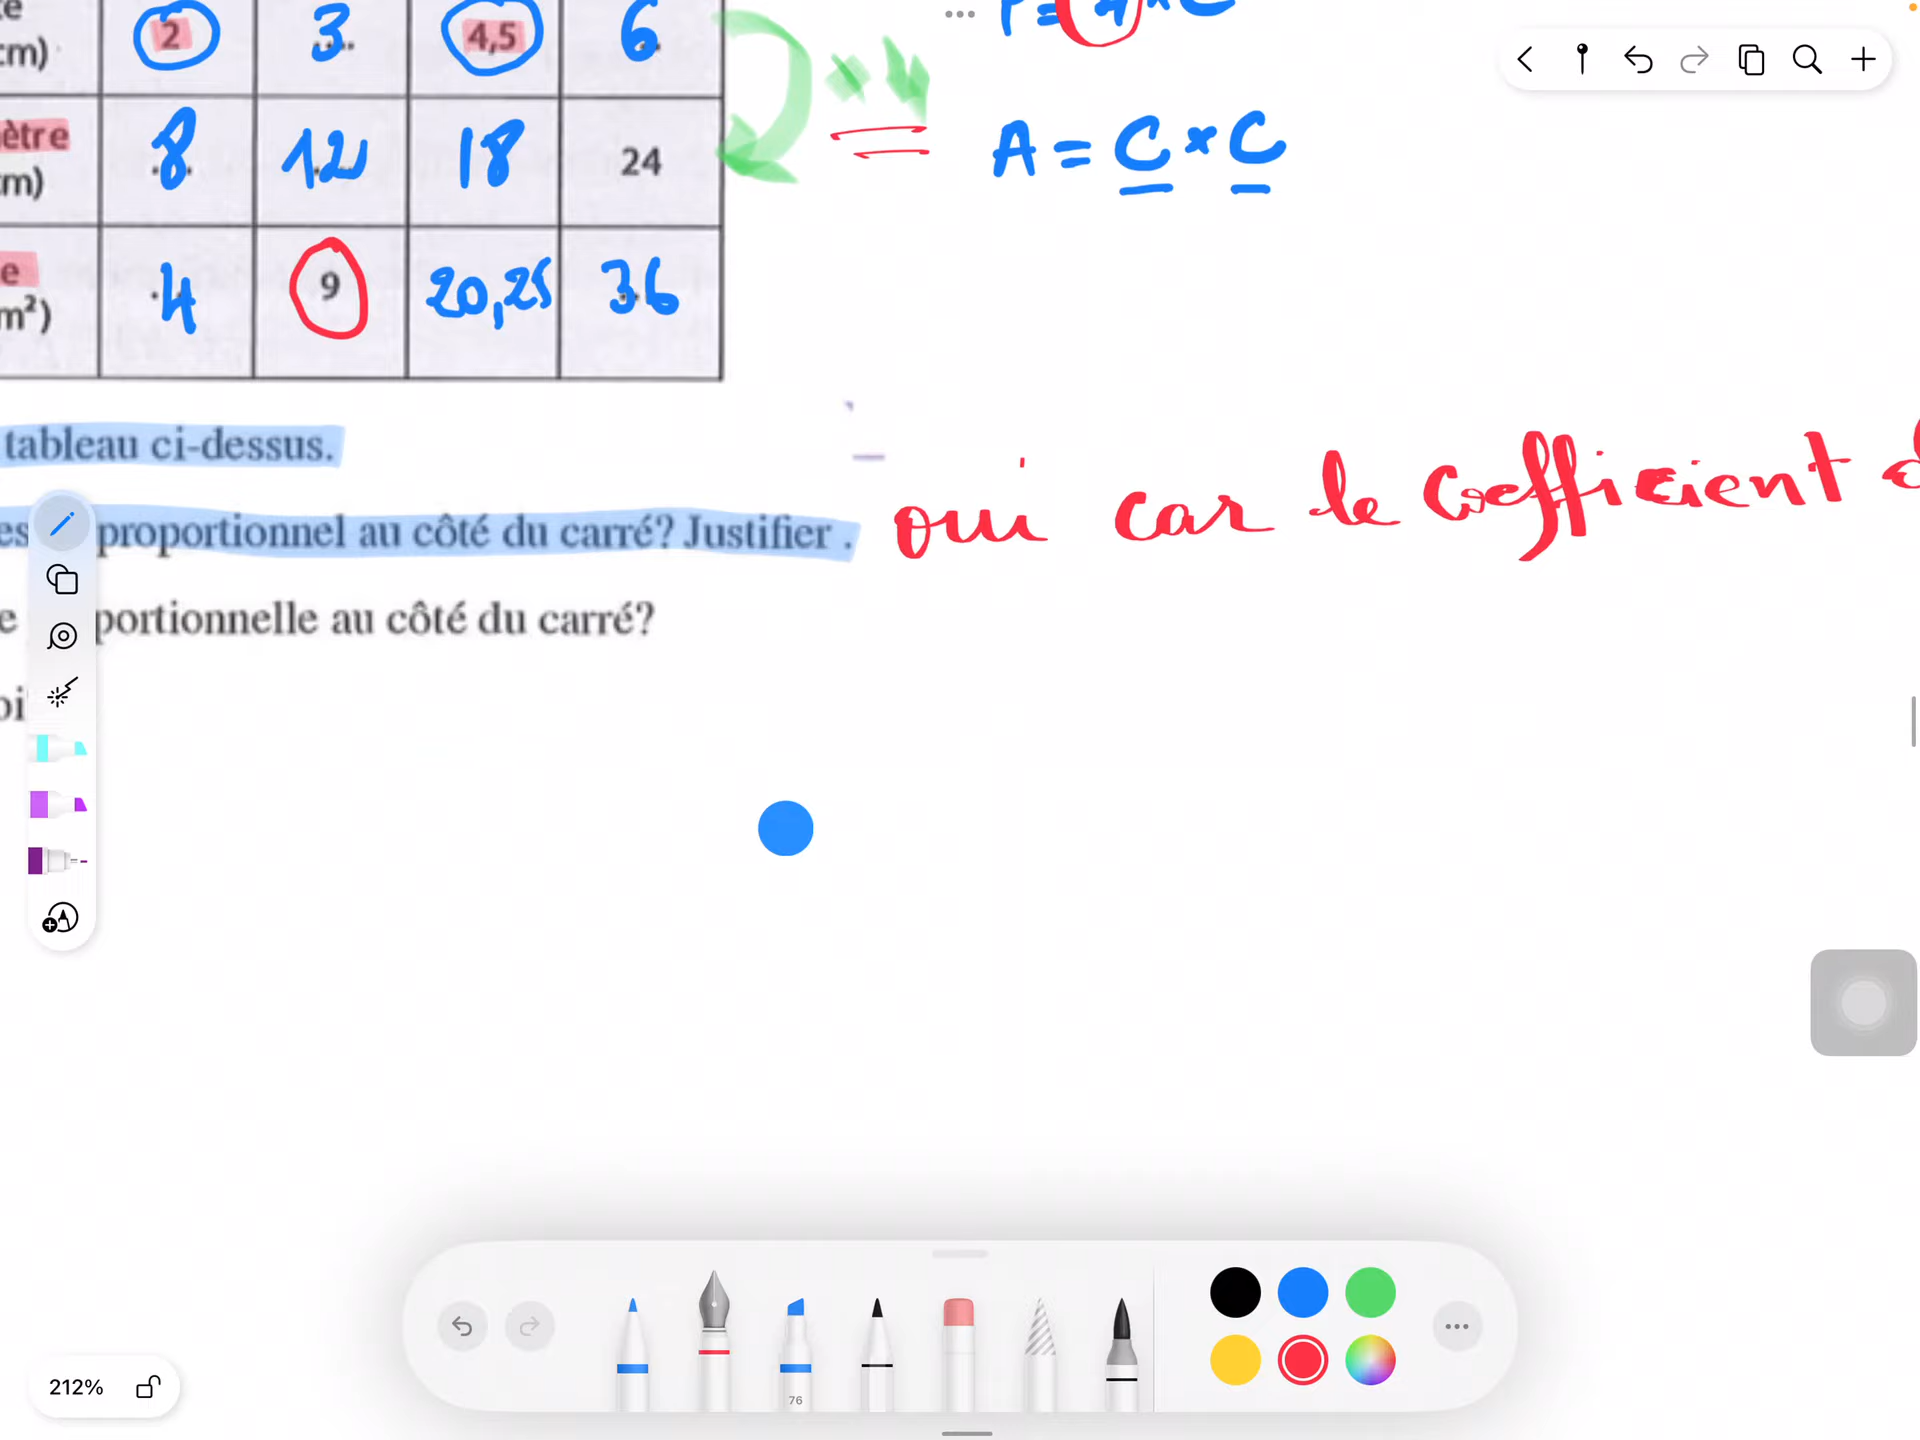 cm) 2 3 4,5 6
P = 4 × C
ètre
m) 8 12 18 24
A = C × C
e
m²) 4 9 20,25 36
tableau ci-dessus.
es proportionnel au côté du carré? Justifier .
oui car le coefficient d
e portionnelle au côté du carré?
oi
76
212%